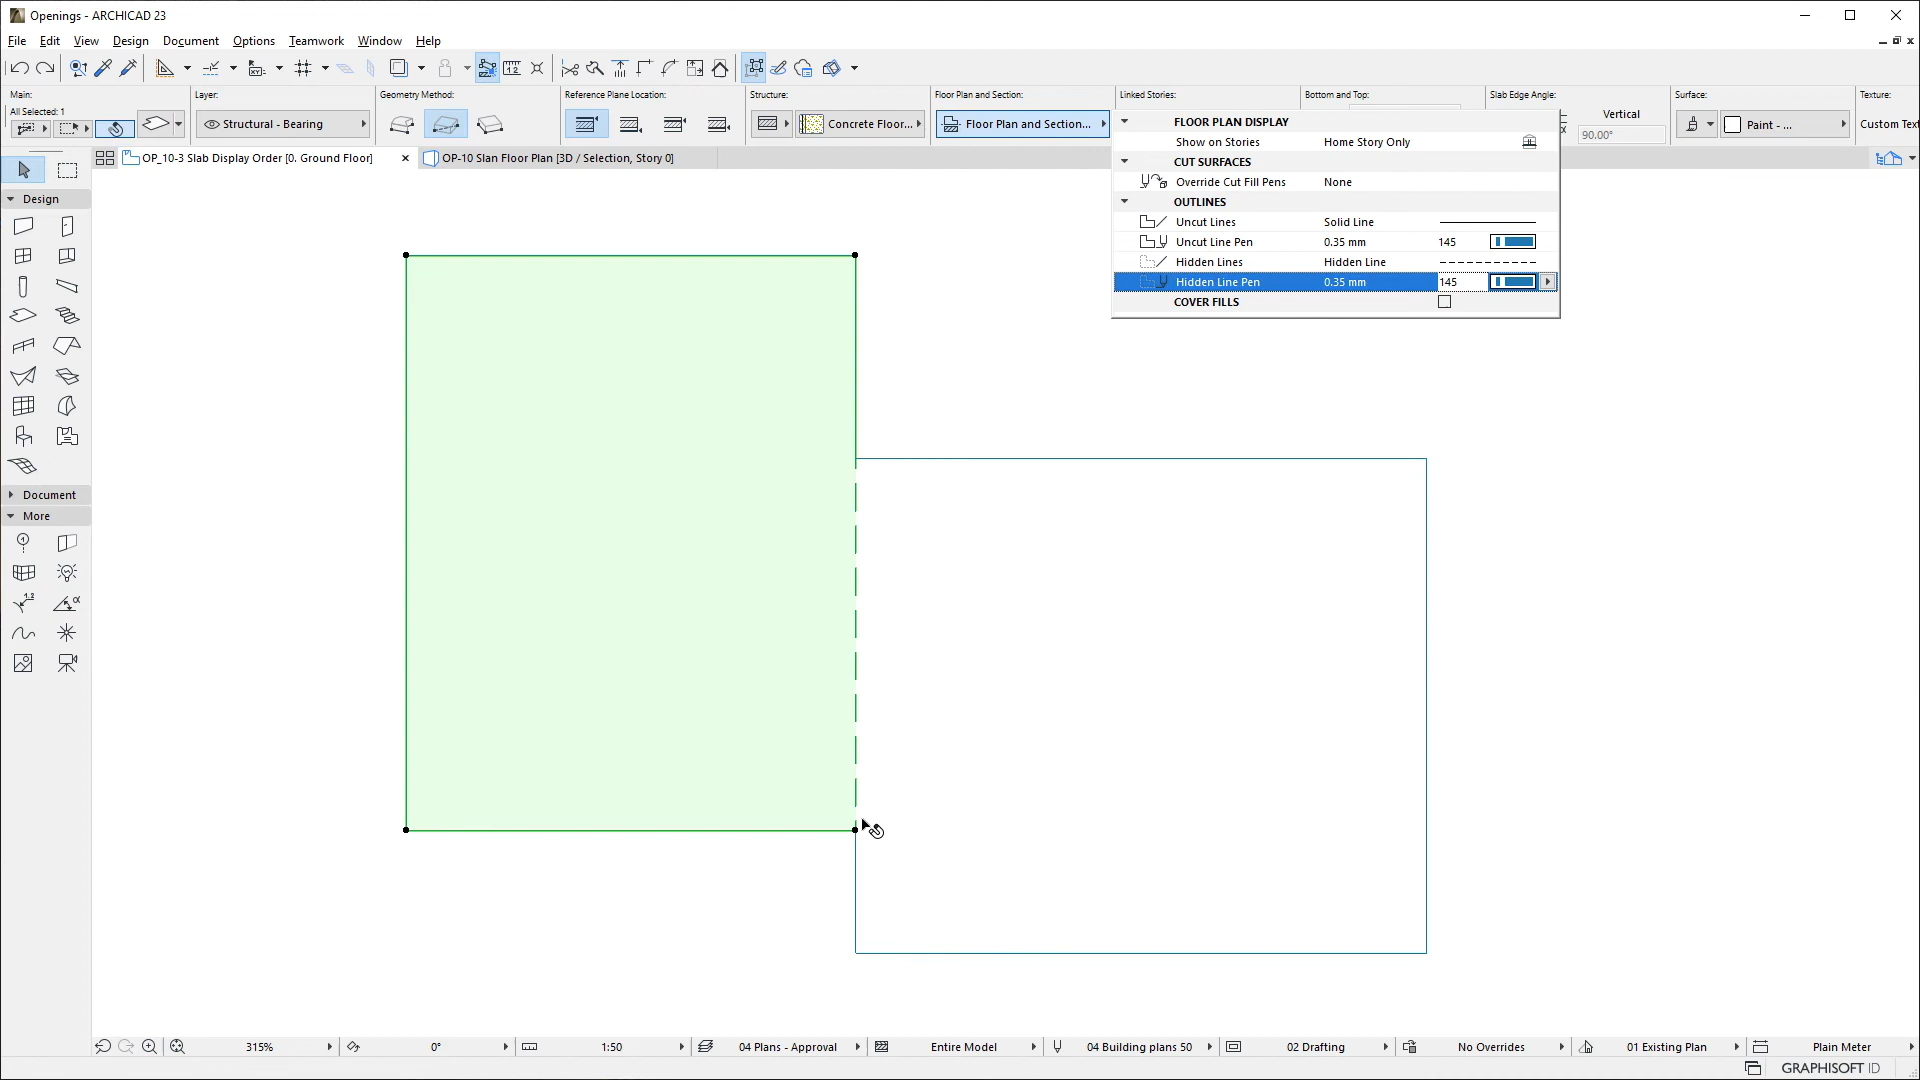 Openings - ARCHICAD 23
File Edit View Design Document Options Teamwork Window Help
Main: Layer: Geometry Method: Reference Plane Location: Structure: Floor Plan and Section: Linked Stories: Bottom and Top: Slab Edge Angle: Surface: Texture:
All Selected: 1
Structural - Bearing Concrete Floor... Floor Plan and Section... Vertical Paint - ... Custom Text
90.00°
OP_10-3 Slab Display Order [0. Ground Floor] OP-10 Slan Floor Plan [3D / Selection, Story 0]
FLOOR PLAN DISPLAY
Show on Stories Home Story Only
CUT SURFACES
Override Cut Fill Pens None
OUTLINES
Uncut Lines Solid Line
Uncut Line Pen 0.35 mm 145
Hidden Lines Hidden Line
Hidden Line Pen 0.35 mm 145
COVER FILLS
Design
Document
More
315% 0° 1:50 04 Plans - Approval Entire Model 04 Building plans 50 02 Drafting No Overrides 01 Existing Plan Plain Meter
GRAPHISOFT ID